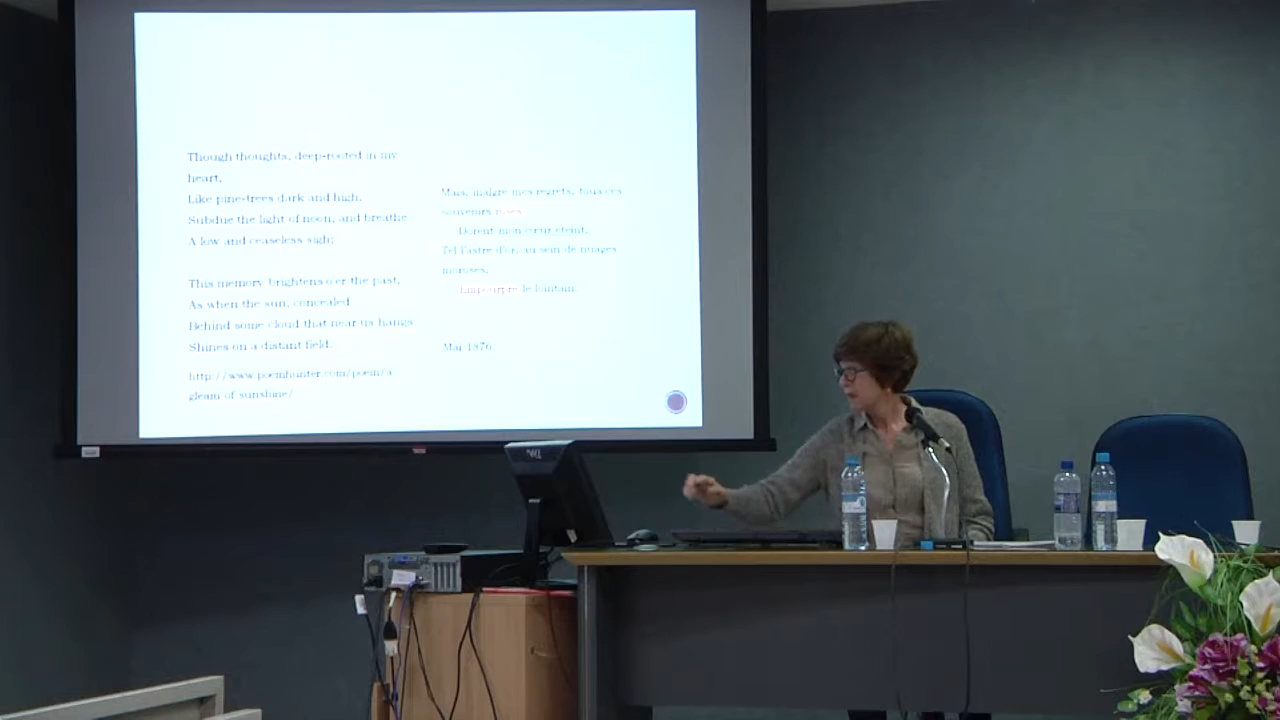 Though thoughts, deep-rooted in my
heart,
Like pine-trees dark and high,
Subdue the light of noon, and breathe
A low and ceaseless sigh;
This memory brightens o'er the past,
As when the sun, concealed
Behind some cloud that near us hangs
Shines on a distant field.
http://www.poemhunter.com/poem/a
gleam of sunshine/
Mais, malgré mes regrets, tous ces
souvenirs roses
Dorent mon cœur éteint,
Tel l'astre d'or, au sein de nuages
moroses,
Empourpre le lointain.
Mai 1876